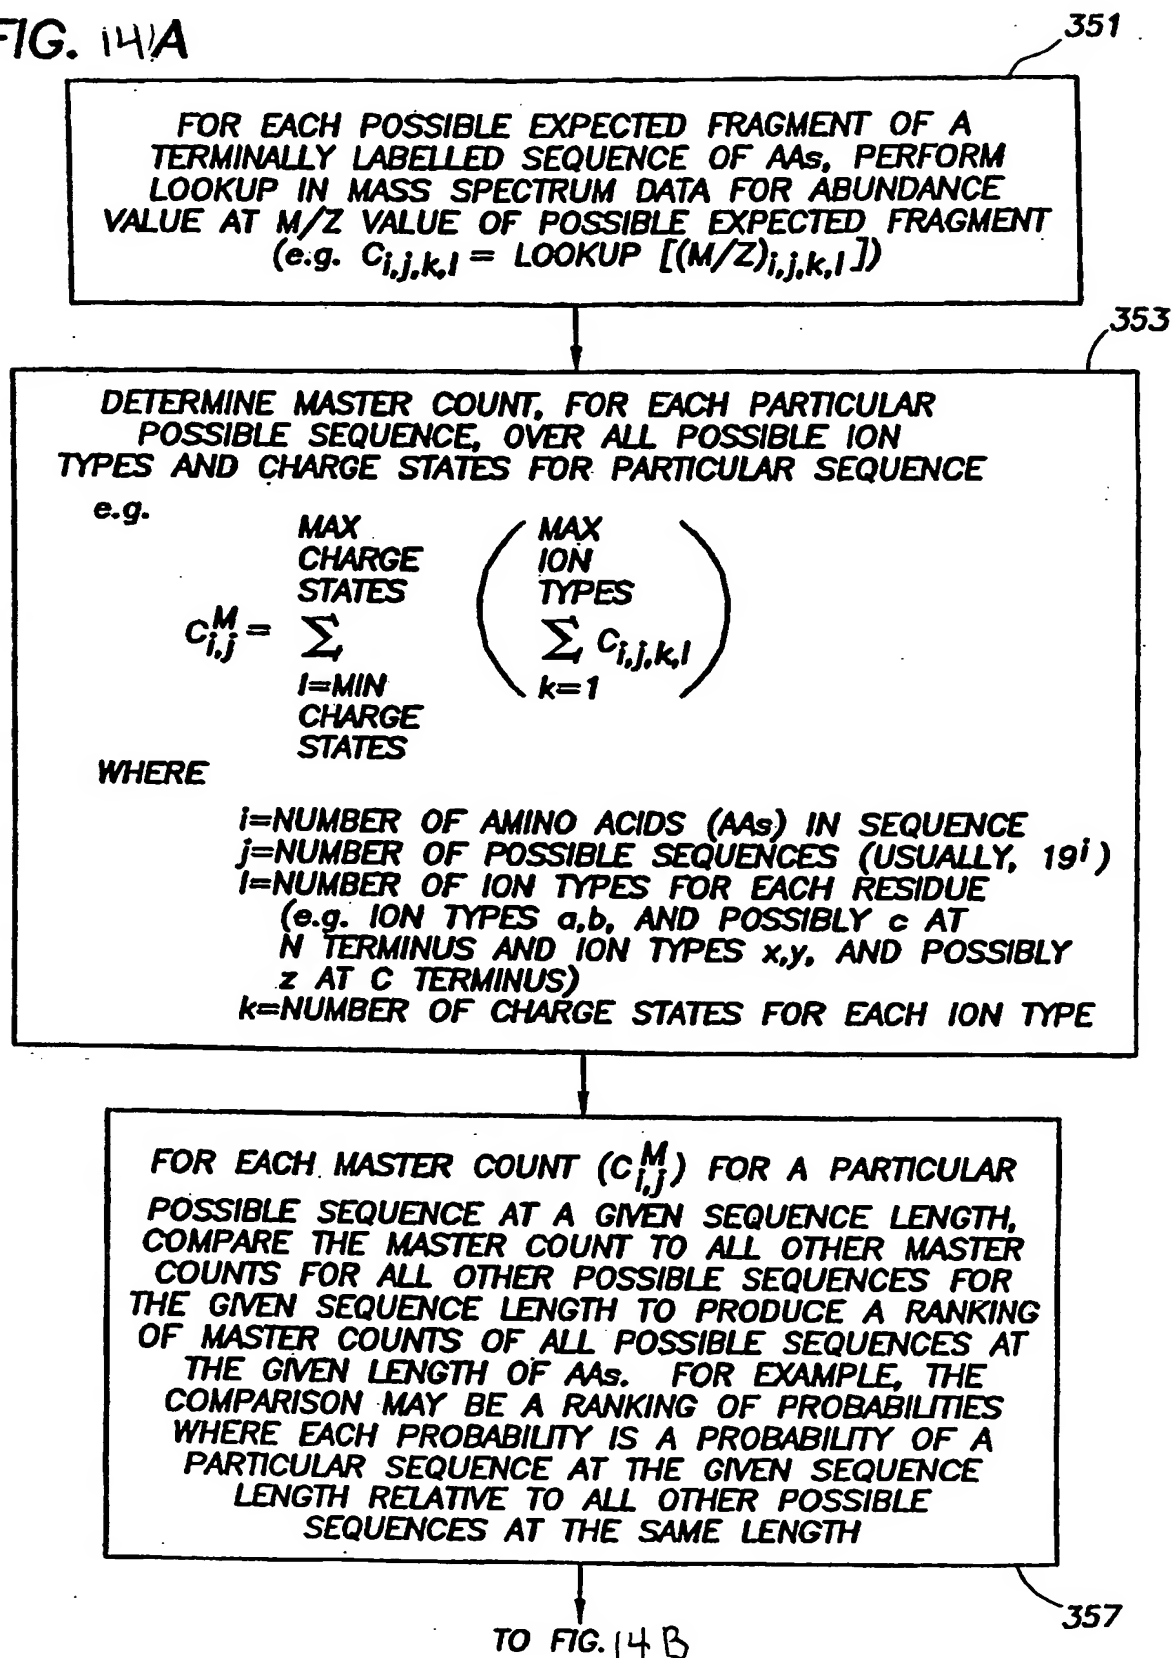 FIG. 14A
351
FOR EACH POSSIBLE EXPECTED FRAGMENT OF A
TERMINALLY LABELLED SEQUENCE OF AAs, PERFORM
LOOKUP IN MASS SPECTRUM DATA FOR ABUNDANCE
VALUE AT M/Z VALUE OF POSSIBLE EXPECTED FRAGMENT
(e.g. C_{i,j,k,l} = LOOKUP [(M/Z)_{i,j,k,l}])
353
DETERMINE MASTER COUNT, FOR EACH PARTICULAR
POSSIBLE SEQUENCE, OVER ALL POSSIBLE ION
TYPES AND CHARGE STATES FOR PARTICULAR SEQUENCE
e.g.
MAX MAX
CHARGE ION
STATES TYPES
C^M_{i,j} = Σ ( Σ C_{i,j,k,l} )
l=MIN k=1
CHARGE
STATES
WHERE
i=NUMBER OF AMINO ACIDS (AAs) IN SEQUENCE
j=NUMBER OF POSSIBLE SEQUENCES (USUALLY, 19^i)
l=NUMBER OF ION TYPES FOR EACH RESIDUE
(e.g. ION TYPES a,b, AND POSSIBLY c AT
N TERMINUS AND ION TYPES x,y, AND POSSIBLY
z AT C TERMINUS)
k=NUMBER OF CHARGE STATES FOR EACH ION TYPE
FOR EACH MASTER COUNT (C^M_{i,j}) FOR A PARTICULAR
POSSIBLE SEQUENCE AT A GIVEN SEQUENCE LENGTH,
COMPARE THE MASTER COUNT TO ALL OTHER MASTER
COUNTS FOR ALL OTHER POSSIBLE SEQUENCES FOR
THE GIVEN SEQUENCE LENGTH TO PRODUCE A RANKING
OF MASTER COUNTS OF ALL POSSIBLE SEQUENCES AT
THE GIVEN LENGTH OF AAs. FOR EXAMPLE, THE
COMPARISON MAY BE A RANKING OF PROBABILITIES
WHERE EACH PROBABILITY IS A PROBABILITY OF A
PARTICULAR SEQUENCE AT THE GIVEN SEQUENCE
LENGTH RELATIVE TO ALL OTHER POSSIBLE
SEQUENCES AT THE SAME LENGTH
357
TO FIG. 14B